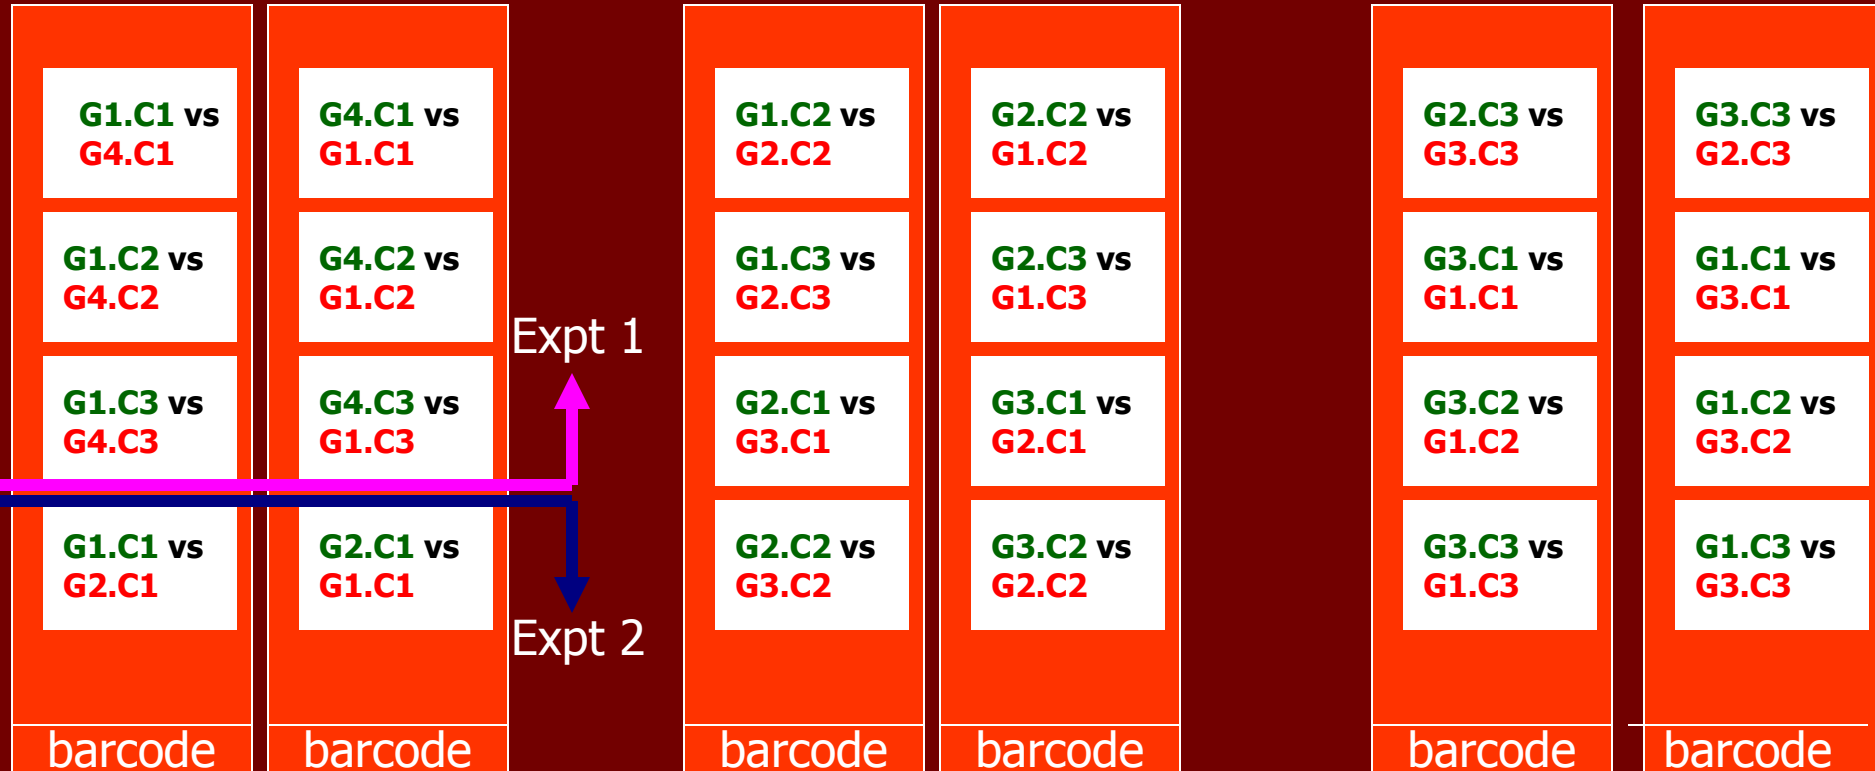 G1.C1 vs
G4.C1
G1.C2 vs
G4.C2
G1.C3 vs
G4.C3
G1.C1 vs
G2.C1
barcode
G4.C1 vs
G1.C1
G4.C2 vs
G1.C2
G4.C3 vs
G1.C3
G2.C1 vs
G1.C1
barcode
Expt 1
Expt 2
G1.C2 vs
G2.C2
G1.C3 vs
G2.C3
G2.C1 vs
G3.C1
G2.C2 vs
G3.C2
barcode
G2.C2 vs
G1.C2
G2.C3 vs
G1.C3
G3.C1 vs
G2.C1
G3.C2 vs
G2.C2
barcode
G2.C3 vs
G3.C3
G3.C1 vs
G1.C1
G3.C2 vs
G1.C2
G3.C3 vs
G1.C3
barcode
G3.C3 vs
G2.C3
G1.C1 vs
G3.C1
G1.C2 vs
G3.C2
G1.C3 vs
G3.C3
barcode